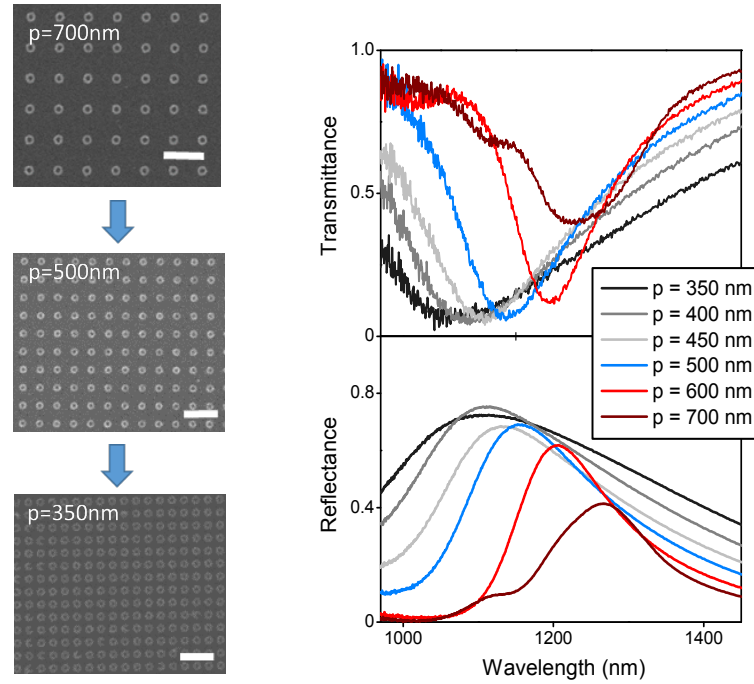 p=700nm
p=500nm
p=350nm
1.0
0.5
0
Transmittance
p = 350 nm
p = 400 nm
p = 450 nm
p = 500 nm
p = 600 nm
p = 700 nm
0.8
0.4
0
Reflectance
1000
1200
1400
Wavelength (nm)